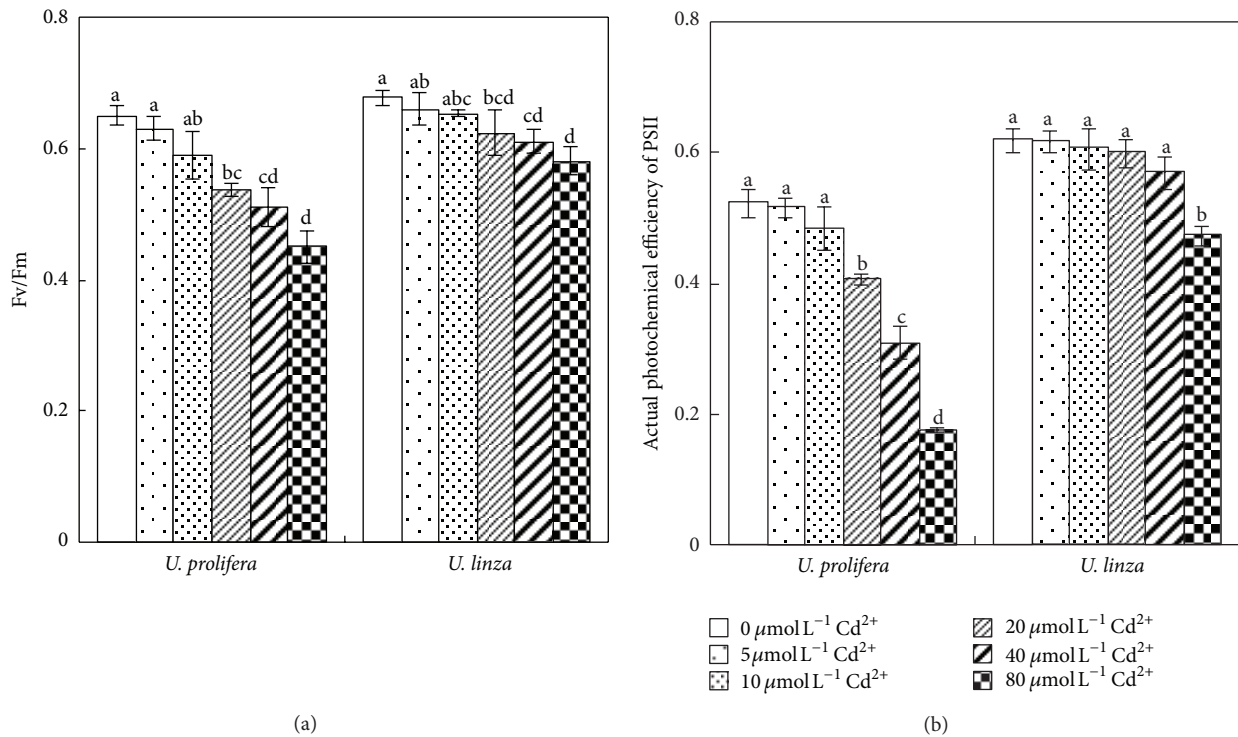 0.8
0.6
0.4
0.2
0
Fv/Fm
a
a
ab
bc
cd
d
a
ab
abc
bcd
cd
d
U. prolifera
U. linza
(a)
0.8
0.6
0.4
0.2
0
Actual photochemical efficiency of PSII
a
a
a
b
c
d
a
a
a
a
a
b
U. prolifera
U. linza
0 μmol L⁻¹ Cd²⁺
5 μmol L⁻¹ Cd²⁺
10 μmol L⁻¹ Cd²⁺
20 μmol L⁻¹ Cd²⁺
40 μmol L⁻¹ Cd²⁺
80 μmol L⁻¹ Cd²⁺
(b)